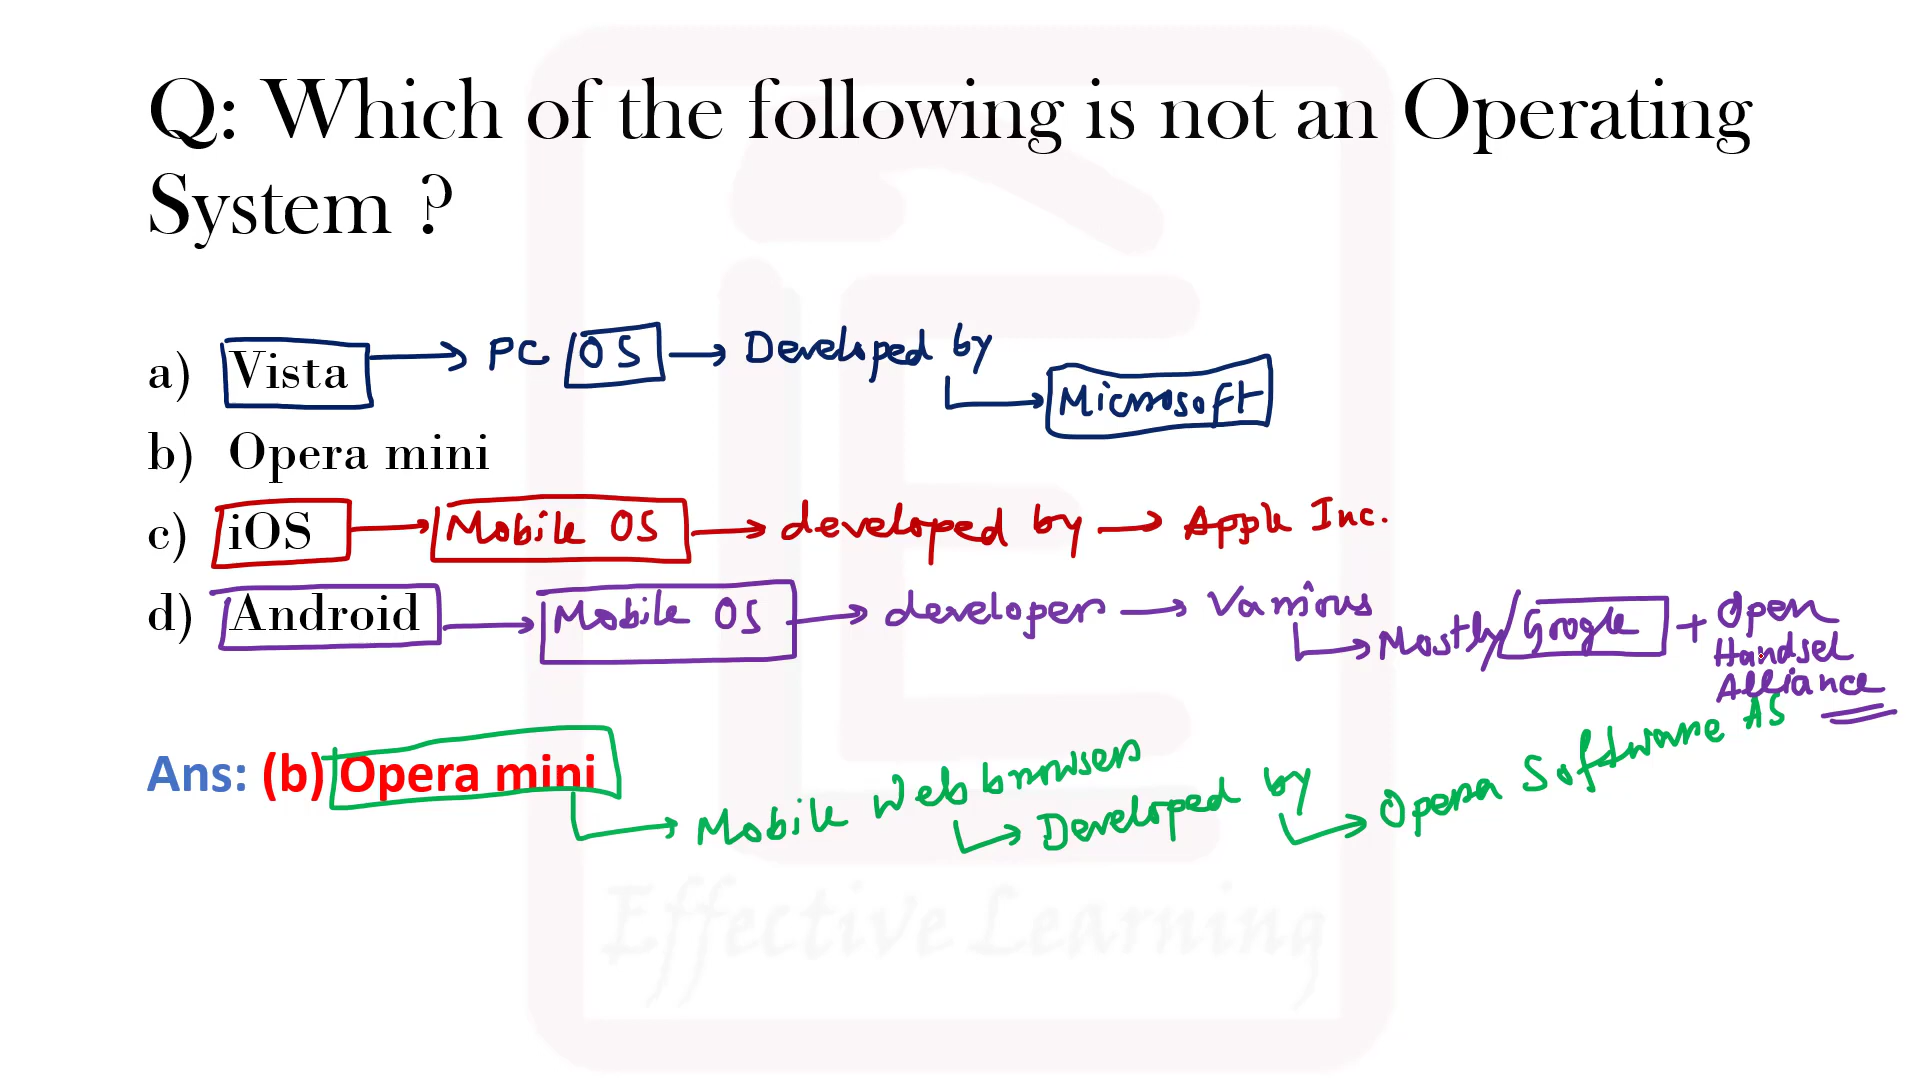 Q: Which of the following is not an Operating
System ?
a) Vista → PC OS → Developed by
Microsoft
b) Opera mini
c) iOS → Mobile OS → developed by → Apple Inc.
d) Android → Mobile OS → developer → Various
Mostly/Google + Open
Handset
Alliance
Ans: (b) Opera mini
Mobile Web browser
Developed by
Opera Software AS
Effective Learning